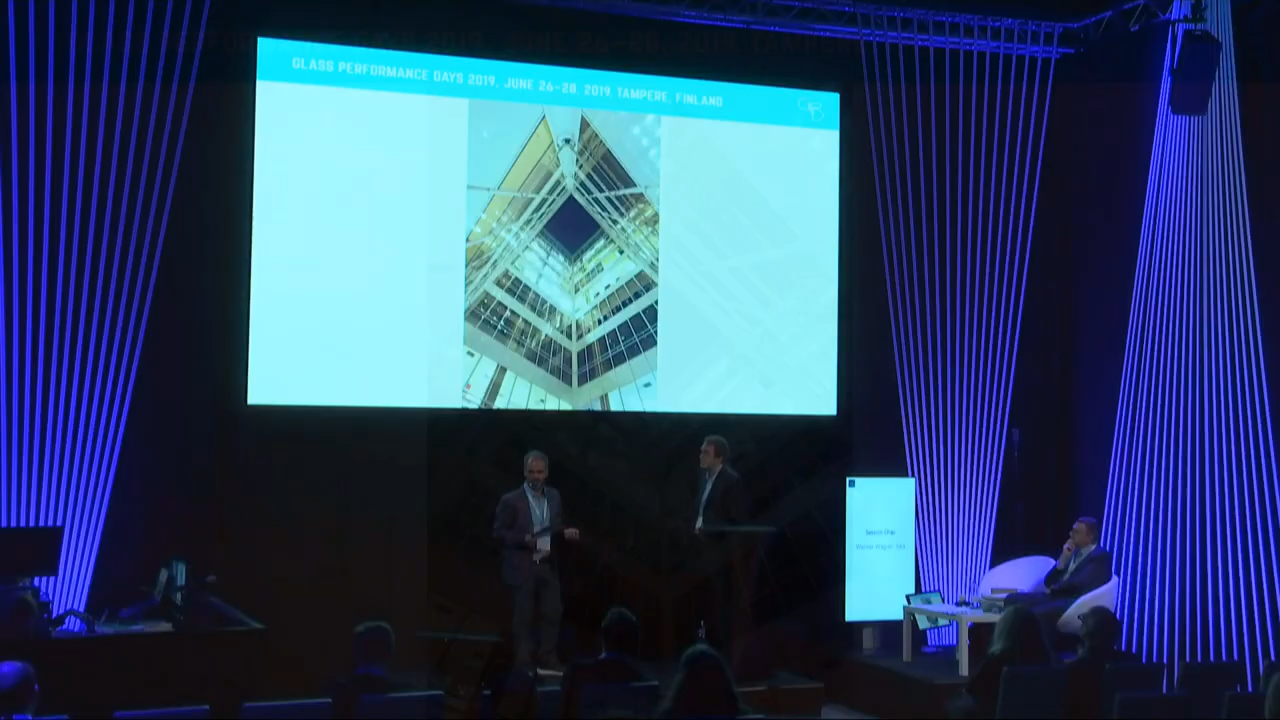 GLASS PERFORMANCE DAYS 2019, JUNE 26-28, 2019, TAMPERE, FINLAND
Session Chair